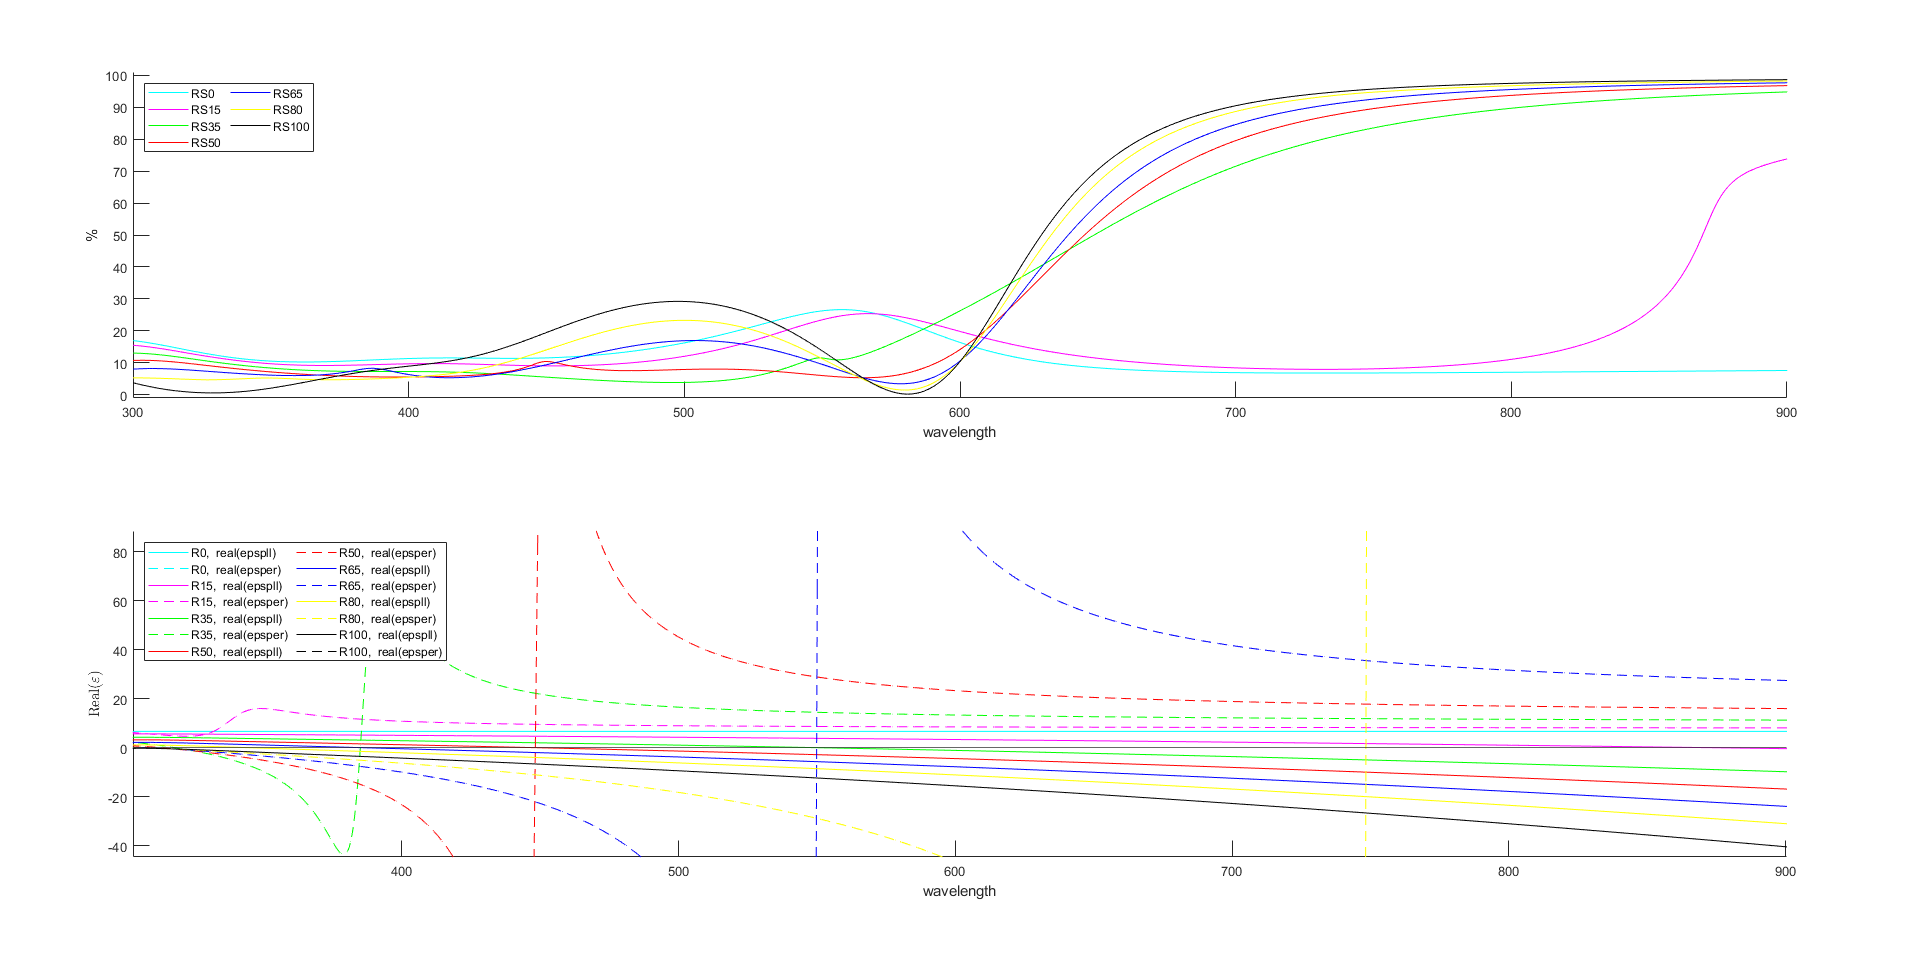 100
90
80
70
60
50
40
30
20
10
0
%
RS0 RS65
RS15 RS80
RS35 RS100
RS50
300 400 500 600 700 800 900
wavelength
80
60
40
20
0
-20
-40
Real(ε)
R0, real(epspll) R50, real(epsper)
R0, real(epsper) R65, real(epspll)
R15, real(epspll) R65, real(epsper)
R15, real(epsper) R80, real(epspll)
R35, real(epspll) R80, real(epsper)
R35, real(epsper) R100, real(epspll)
R50, real(epspll) R100, real(epsper)
400 500 600 700 800 900
wavelength